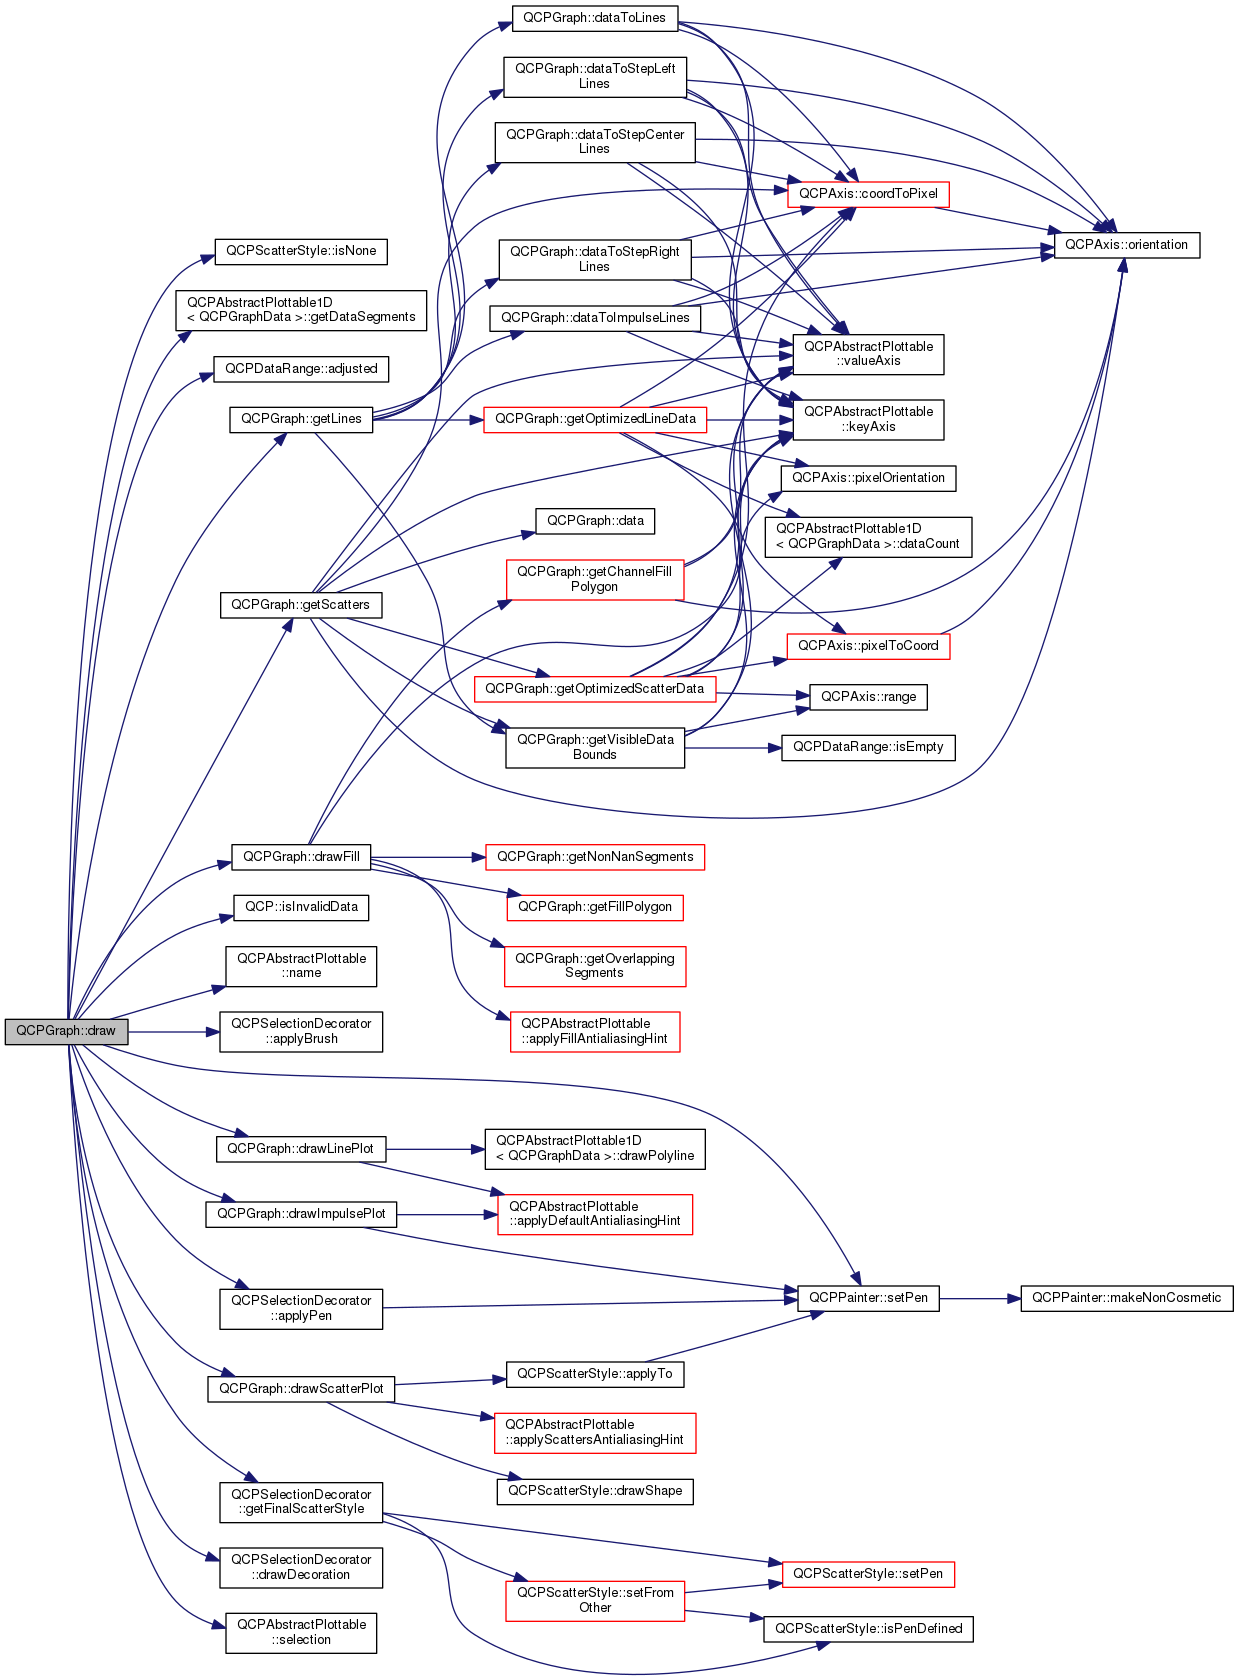 QCPGraph::dataToLines
QCPGraph::dataToStepLeft
Lines
QCPGraph::dataToStepCenter
Lines
QCPAxis::coordToPixel
QCPAxis::orientation
QCPScatterStyle::isNone
QCPGraph::dataToStepRight
Lines
QCPAbstractPlottable1D
< QCPGraphData >::getDataSegments
QCPGraph::dataToImpulseLines
QCPAbstractPlottable
::valueAxis
QCPDataRange::adjusted
QCPGraph::getLines
QCPGraph::getOptimizedLineData
QCPAbstractPlottable
::keyAxis
QCPAxis::pixelOrientation
QCPGraph::data
QCPAbstractPlottable1D
< QCPGraphData >::dataCount
QCPGraph::getChannelFill
Polygon
QCPGraph::getScatters
QCPAxis::pixelToCoord
QCPGraph::getOptimizedScatterData
QCPAxis::range
QCPGraph::getVisibleData
Bounds
QCPDataRange::isEmpty
QCPGraph::drawFill
QCPGraph::getNonNanSegments
QCP::isInvalidData
QCPGraph::getFillPolygon
QCPAbstractPlottable
::name
QCPGraph::getOverlapping
Segments
QCPGraph::draw
QCPSelectionDecorator
::applyBrush
QCPAbstractPlottable
::applyFillAntialiasingHint
QCPGraph::drawLinePlot
QCPAbstractPlottable1D
< QCPGraphData >::drawPolyline
QCPGraph::drawImpulsePlot
QCPAbstractPlottable
::applyDefaultAntialiasingHint
QCPSelectionDecorator
::applyPen
QCPPainter::setPen
QCPPainter::makeNonCosmetic
QCPGraph::drawScatterPlot
QCPScatterStyle::applyTo
QCPAbstractPlottable
::applyScattersAntialiasingHint
QCPScatterStyle::drawShape
QCPSelectionDecorator
::getFinalScatterStyle
QCPSelectionDecorator
::drawDecoration
QCPScatterStyle::setFrom
Other
QCPScatterStyle::setPen
QCPAbstractPlottable
::selection
QCPScatterStyle::isPenDefined